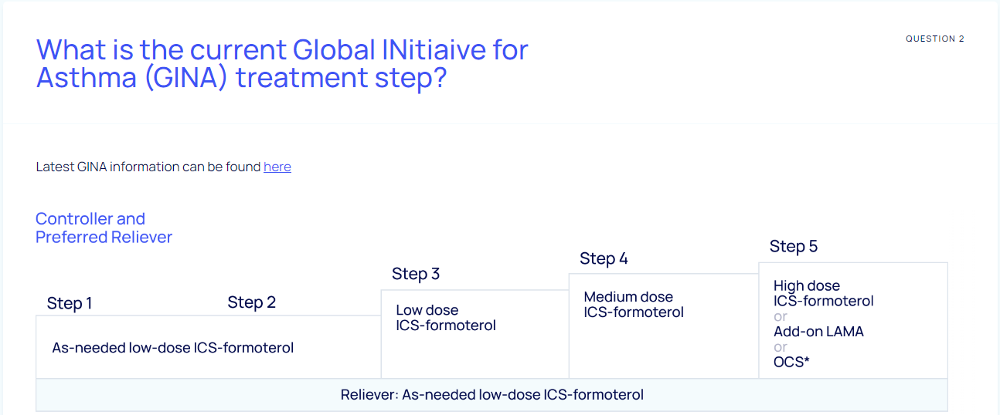 What is the current Global INitiaive for
Asthma (GINA) treatment step?
QUESTION 2
Latest GINA information can be found here
Controller and
Preferred Reliever
Step 1
Step 2
As-needed low-dose ICS-formoterol
Step 3
Low dose
ICS-formoterol
Step 4
Medium dose
ICS-formoterol
Step 5
High dose
ICS-formoterol
or
Add-on LAMA
or
OCS*
Reliever: As-needed low-dose ICS-formoterol